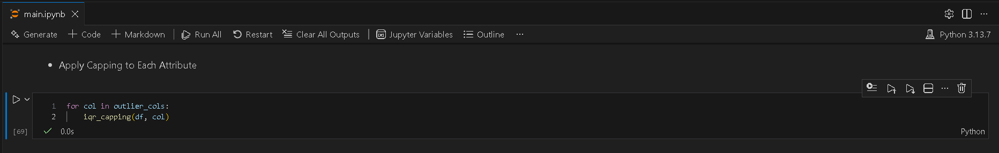 main.ipynb
Generate + Code + Markdown Run All Restart Clear All Outputs Jupyter Variables Outline ... Python 3.13.7
• Apply Capping to Each Attribute
1 for col in outlier_cols:
2 iqr_capping(df, col)
[69] 0.0s Python